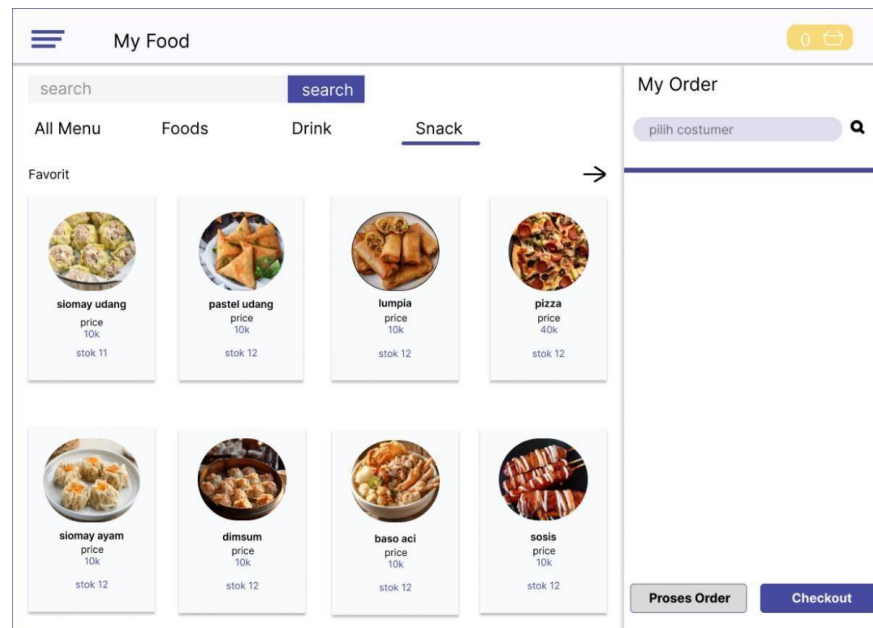 My Food
0
search
search
All Menu
Foods
Drink
Snack
Favorit
siomay udang
price
10k
stok 11
pastel udang
price
10k
stok 12
lumpia
price
10k
stok 12
pizza
price
40k
stok 12
siomay ayam
price
10k
stok 12
dimsum
price
10k
stok 12
baso aci
price
10k
stok 12
sosis
price
10k
stok 12
My Order
pilih costumer
Proses Order
Checkout